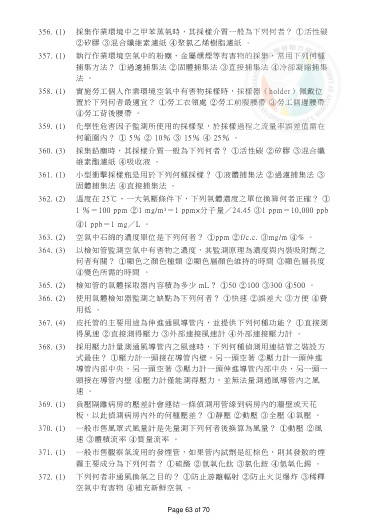 356. (1) 採集作業環境中之甲苯蒸氣時，其採樣介質一般為下列何者？ ①活性碳
②矽膠 ③混合纖維素濾紙 ④聚氯乙烯樹脂濾紙 。
357. (1) 執行作業環境空氣中的粉塵、金屬燻煙等有害物的採集，常用下列何種
捕集方法？ ①過濾捕集法 ②固體捕集法 ③直接捕集法 ④冷卻凝縮捕集
法 。
358. (1) 實施勞工個人作業環境空氣中有害物採樣時，採樣器（holder）佩戴位
置於下列何者最適宜？ ①勞工衣領處 ②勞工前腹腰帶 ③勞工側邊腰帶
④勞工背後腰帶 。
359. (1) 化學性危害因子監測所使用的採樣泵，於採樣過程之流量率誤差值需在
何範圍內？ ① 5% ② 10% ③ 15% ④ 25% 。
360. (3) 採集鉛塵時，其採樣介質一般為下列何者？ ①活性碳 ②矽膠 ③混合纖
維素酯濾紙 ④吸收液 。
361. (1) 小型衝擊採樣瓶是用於下列何種採樣？ ①液體捕集法 ②過濾捕集法 ③
固體捕集法 ④直接捕集法 。
362. (2) 溫度在 25℃，一大氣壓條件下，下列氣體濃度之單位換算何者正確？ ①
1 %＝100 ppm ②1 mg/m³＝1 ppmx分子量／24.45 ③1 ppm＝10,000 ppb
④1 ppb＝1 mg／L 。
363. (2) 空氣中石綿的濃度單位是下列何者？ ①ppm ②f/c.c. ③mg/m ④% 。
364. (3) 以檢知管監測空氣中有害物之濃度，其監測原理為濃度與內裝吸附劑之
何者有關？ ①顯色之顏色種類 ②顯色層顏色維持的時間 ③顯色層長度
④變色所需的時間 。
365. (2) 檢知管的氣體採取器內容積為多少 mL？ ①50 ②100 ③300 ④500 。
366. (2) 使用氣體檢知器監測之缺點為下列何者？ ①快速 ②誤差大 ③方便 ④費
用低 。
367. (4) 皮托管的主要用途為伸進通風導管內，並提供下列何種功能？ ①直接測
得風速 ②直接測得壓力 ③外部連接風速計 ④外部連接壓力計 。
368. (3) 採用壓力計量測通風導管內之風速時，下列何種偵測用連結管之裝設方
式最佳？ ①壓力計一頭接在導管內壁，另一頭空著 ②壓力計一頭伸進
導管內部中央，另一頭空著 ③壓力計一頭伸進導管內部中央，另一頭一
頭接在導管內壁 ④壓力計僅能測得壓力，並無法量測通風導管內之風
速 。
369. (1) 負壓隔離病房的壓差計會連結一條偵測用管線到病房內的牆壁或天花
板，以此偵測病房內外的何種壓差？ ①靜壓 ②動壓 ③全壓 ④氣壓 。
370. (1) 一般市售風罩式風量計是先量測下列何者後換算為風量？ ①動壓 ②風
速 ③體積流率 ④質量流率 。
371. (1) 一般市售觀察氣流用的發煙管，如果管內試劑是紅棕色，則其發散的煙
霧主要成分為下列何者？ ①硫酸 ②氫氧化鈦 ③氯化銨 ④氫氧化錫 。
372. (1) 下列何者非通風換氣之目的？ ①防止游離輻射 ②防止火災爆炸 ③稀釋
空氣中有害物 ④補充新鮮空氣 。
Page 63 of 70